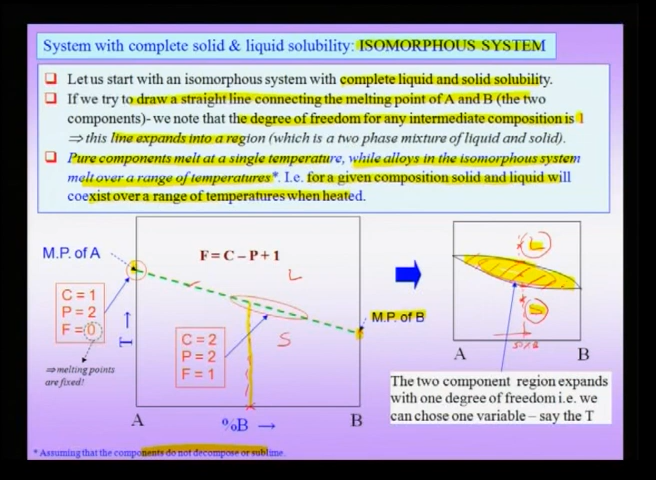 System with complete solid & liquid solubility: ISOMORPHOUS SYSTEM
Let us start with an isomorphous system with complete liquid and solid solubility.
If we try to draw a straight line connecting the melting point of A and B (the two
components)- we note that the degree of freedom for any intermediate composition is 1
⇒ this line expands into a region (which is a two phase mixture of liquid and solid).
Pure components melt at a single temperature, while alloys in the isomorphous system
melt over a range of temperatures*. I.e. for a given composition solid and liquid will
coexist over a range of temperatures when heated.
M.P. of A
F = C – P + 1
L
L
C = 1
P = 2
F = 0
⇒ melting points
are fixed!
T →
C = 2
P = 2
F = 1
S
M.P. of B
S
A
%B →
B
A
B
The two component region expands
with one degree of freedom i.e. we
can chose one variable – say the T
* Assuming that the components do not decompose or sublime.